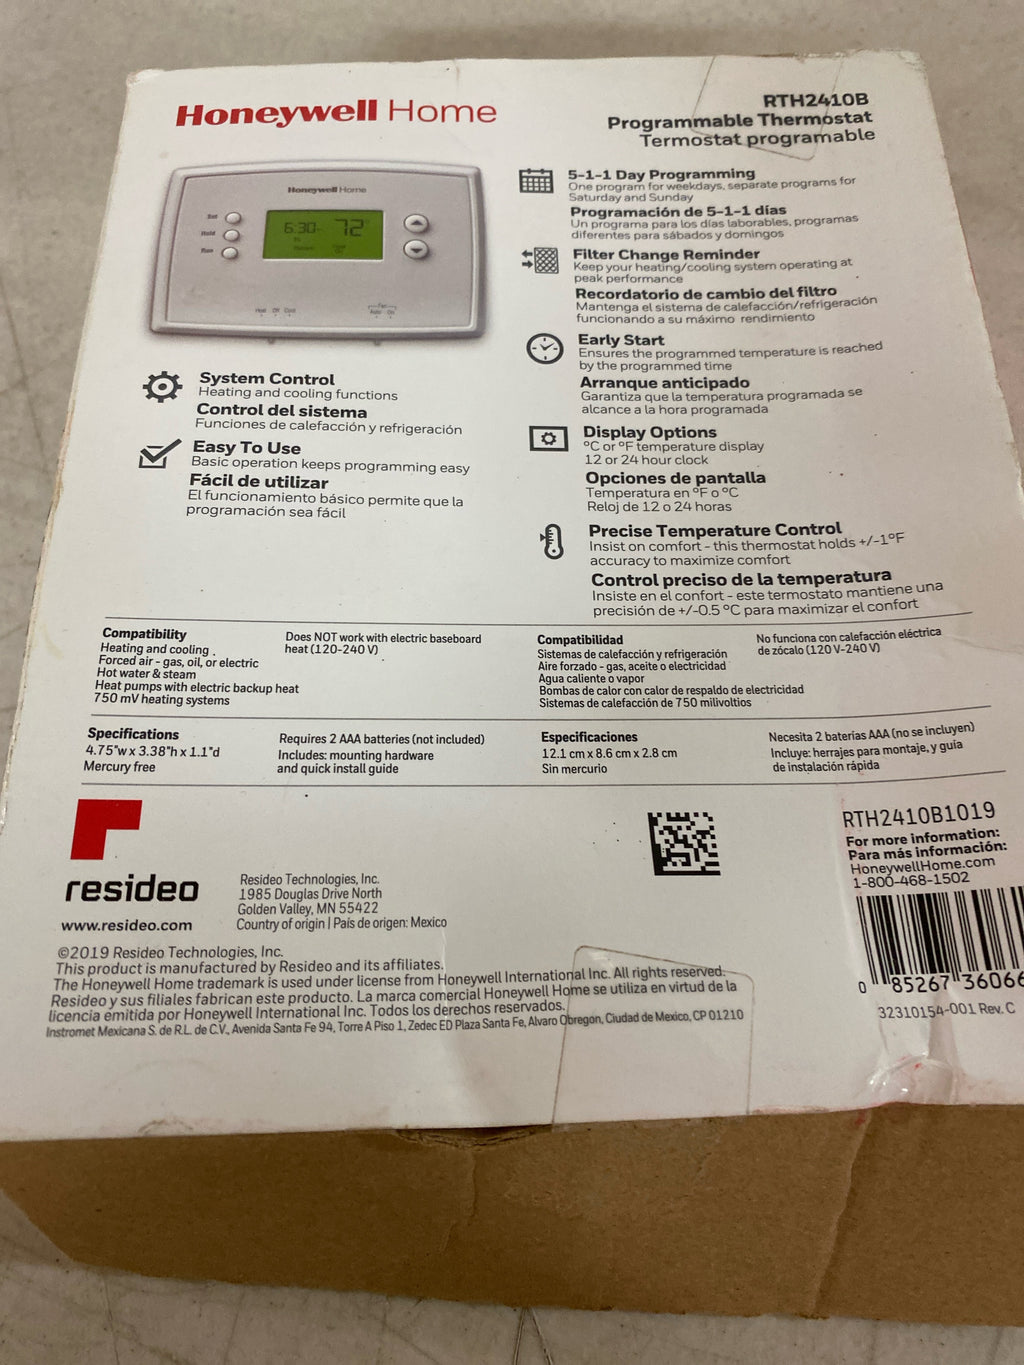 Honeywell Home
RTH2410B
Programmable Thermostat
Termostat programable
Honeywell Home
Set
Hold
Run
6:30
72
Heat Off Cool
Fan
Auto On
System Control
Heating and cooling functions
Control del sistema
Funciones de calefacción y refrigeración
Easy To Use
Basic operation keeps programming easy
Fácil de utilizar
El funcionamiento básico permite que la
programación sea fácil
5-1-1 Day Programming
One program for weekdays, separate programs for
Saturday and Sunday
Programación de 5-1-1 días
Un programa para los días laborables, programas
diferentes para sábados y domingos
Filter Change Reminder
Keep your heating/cooling system operating at
peak performance
Recordatorio de cambio del filtro
Mantenga el sistema de calefacción/refrigeración
funcionando a su máximo rendimiento
Early Start
Ensures the programmed temperature is reached
by the programmed time
Arranque anticipado
Garantiza que la temperatura programada se
alcance a la hora programada
Display Options
°C or °F temperature display
12 or 24 hour clock
Opciones de pantalla
Temperatura en °F o °C
Reloj de 12 o 24 horas
Precise Temperature Control
Insist on comfort - this thermostat holds +/-1°F
accuracy to maximize comfort
Control preciso de la temperatura
Insiste en el confort - este termostato mantiene una
precisión de +/-0.5 °C para maximizar el confort
Compatibility
Heating and cooling
Forced air - gas, oil, or electric
Hot water & steam
Heat pumps with electric backup heat
750 mV heating systems
Does NOT work with electric baseboard
heat (120-240 V)
Compatibilidad
Sistemas de calefacción y refrigeración
Aire forzado - gas, aceite o electricidad
Agua caliente o vapor
Bombas de calor con calor de respaldo de electricidad
Sistemas de calefacción de 750 milivoltios
No funciona con calefacción eléctrica
de zócalo (120 V-240 V)
Specifications
4.75"w x 3.38"h x 1.1"d
Mercury free
Requires 2 AAA batteries (not included)
Includes: mounting hardware
and quick install guide
Especificaciones
12.1 cm x 8.6 cm x 2.8 cm
Sin mercurio
Necesita 2 baterías AAA (no se incluyen)
Incluye: herrajes para montaje, y guía
de instalación rápida
resideo
www.resideo.com
Resideo Technologies, Inc.
1985 Douglas Drive North
Golden Valley, MN 55422
Country of origin | País de origen: Mexico
RTH2410B1019
For more information:
Para más información:
HoneywellHome.com
1-800-468-1502
0 85267 36066
32310154-001 Rev. C
©2019 Resideo Technologies, Inc.
This product is manufactured by Resideo and its affiliates.
The Honeywell Home trademark is used under license from Honeywell International Inc. All rights reserved.
Resideo y sus filiales fabrican este producto. La marca comercial Honeywell Home se utiliza en virtud de la
licencia emitida por Honeywell International Inc. Todos los derechos reservados.
Instromet Mexicana S. de R.L. de C.V., Avenida Santa Fe 94, Torre A Piso 1, Zedec ED Plaza Santa Fe, Alvaro Obregon, Ciudad de Mexico, CP 01210